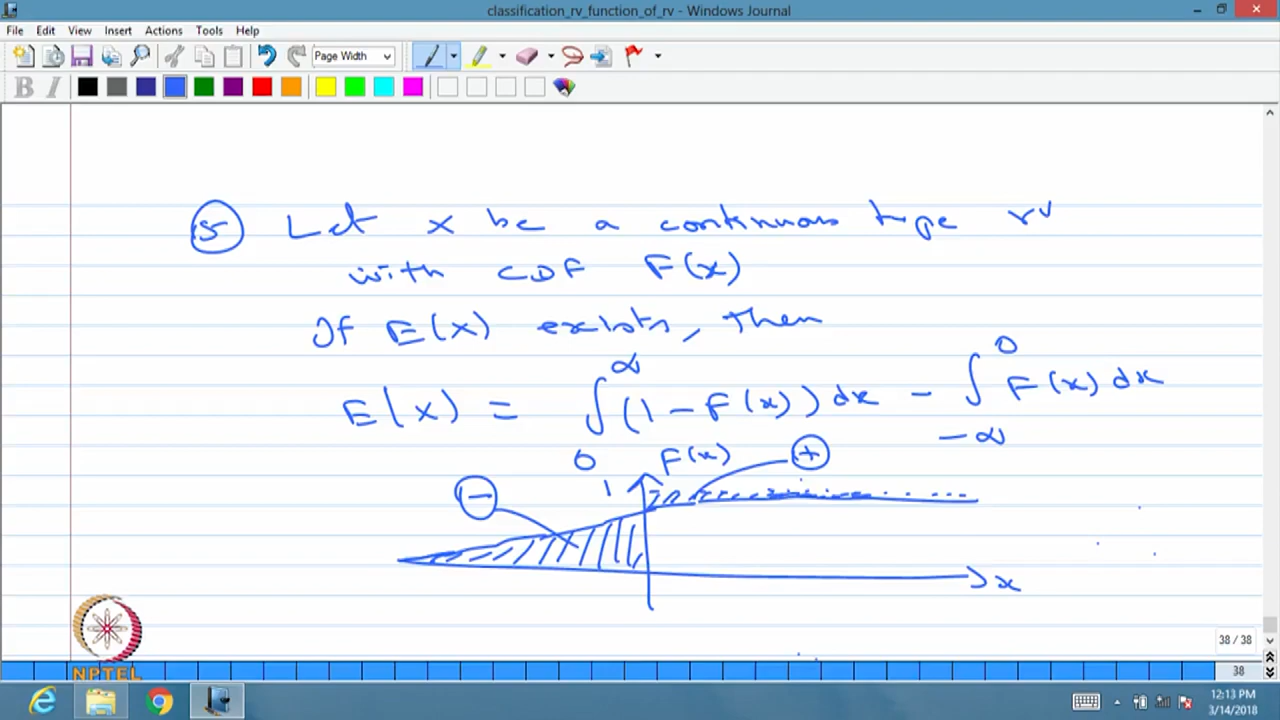 classification_rv_function_of_rv - Windows Journal
File Edit View Insert Actions Tools Help
Page Width
B I
5 Let X be a continuous type rv
with CDF F(x)
If E(X) exists, then
E(X) = ∫_0^∞ (1 - F(x)) dx - ∫_{-∞}^0 F(x) dx
F(x) +
- 1
x
38 / 38
NPTEL
38
12:13 PM
3/14/2018